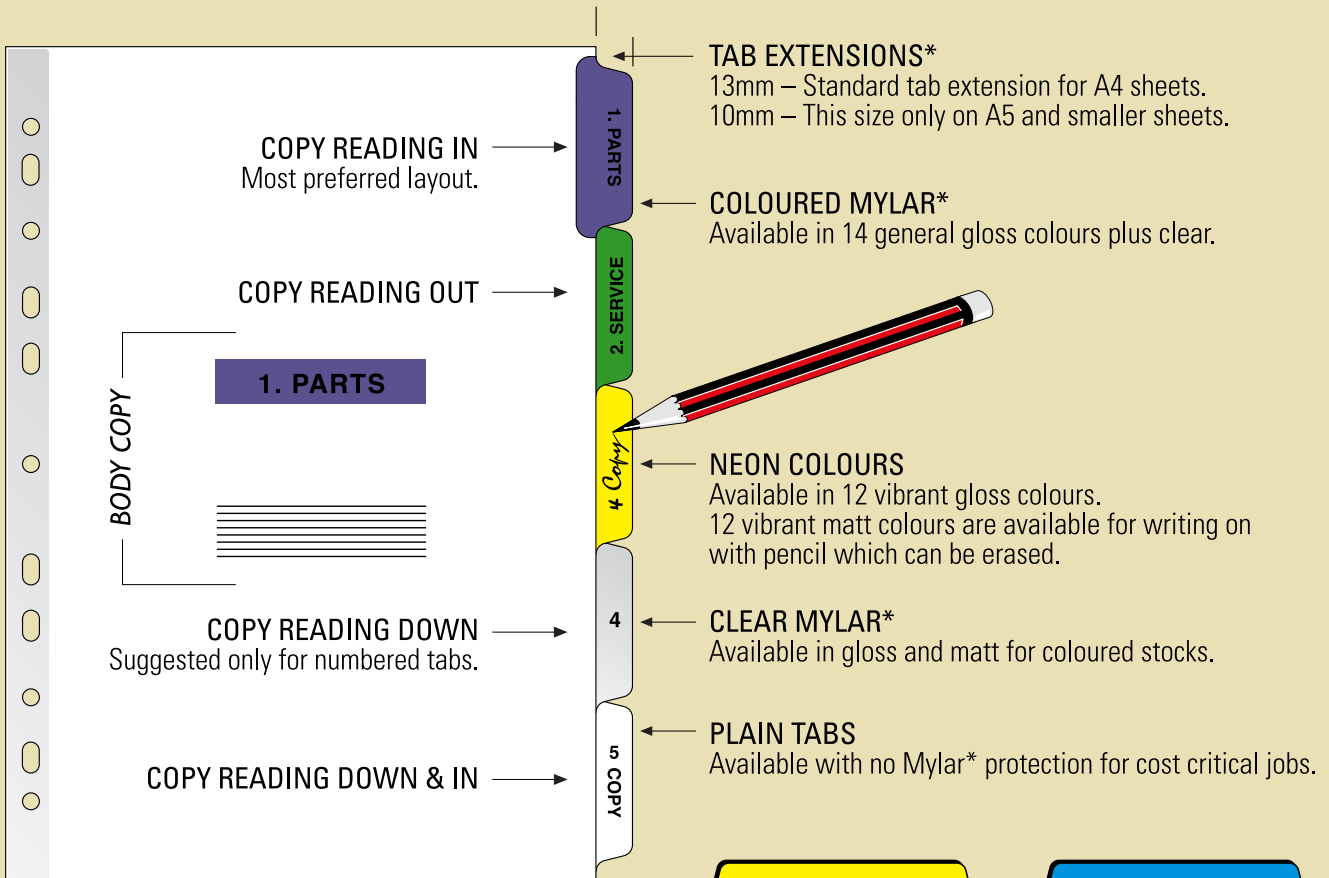 TAB EXTENSIONS*
13mm – Standard tab extension for A4 sheets.
10mm – This size only on A5 and smaller sheets.
COPY READING IN
Most preferred layout.
1. PARTS
COLOURED MYLAR*
Available in 14 general gloss colours plus clear.
COPY READING OUT
2. SERVICE
BODY COPY
1. PARTS
4 Copy
NEON COLOURS
Available in 12 vibrant gloss colours.
12 vibrant matt colours are available for writing on
with pencil which can be erased.
COPY READING DOWN
Suggested only for numbered tabs.
4
CLEAR MYLAR*
Available in gloss and matt for coloured stocks.
PLAIN TABS
Available with no Mylar* protection for cost critical jobs.
COPY READING DOWN & IN
5
COPY